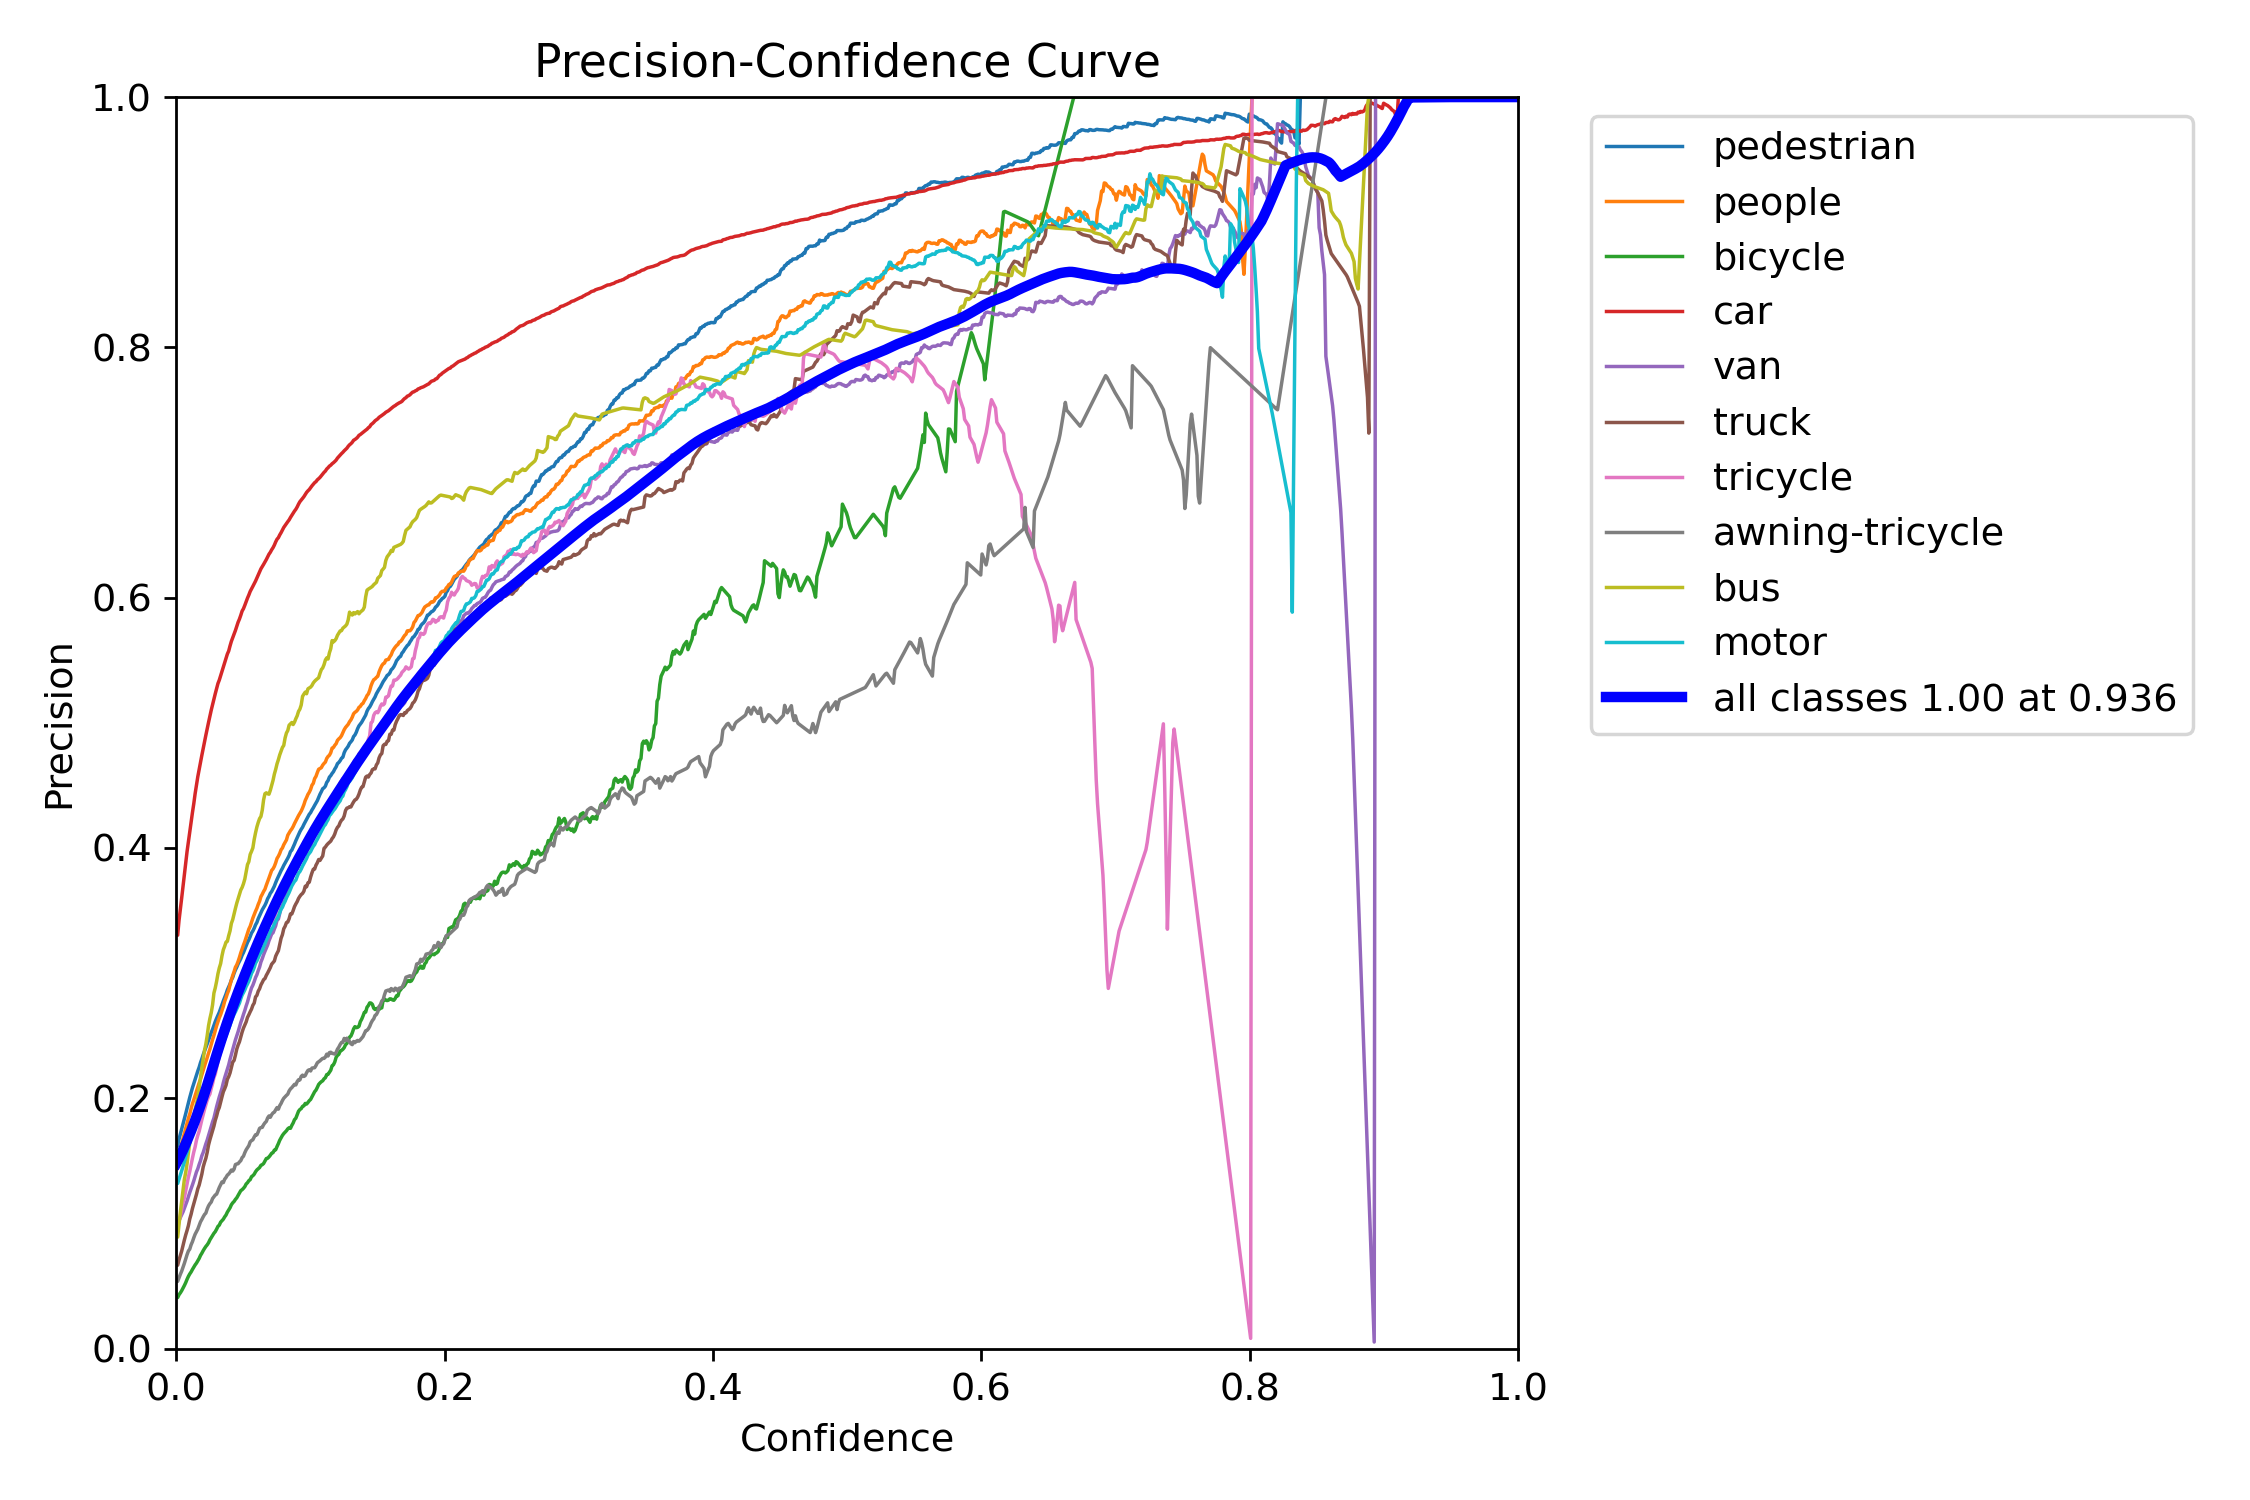 Precision-Confidence Curve
1.0
0.8
0.6
0.4
0.2
0.0
Precision
0.0 0.2 0.4 0.6 0.8 1.0
Confidence
pedestrian
people
bicycle
car
van
truck
tricycle
awning-tricycle
bus
motor
all classes 1.00 at 0.936